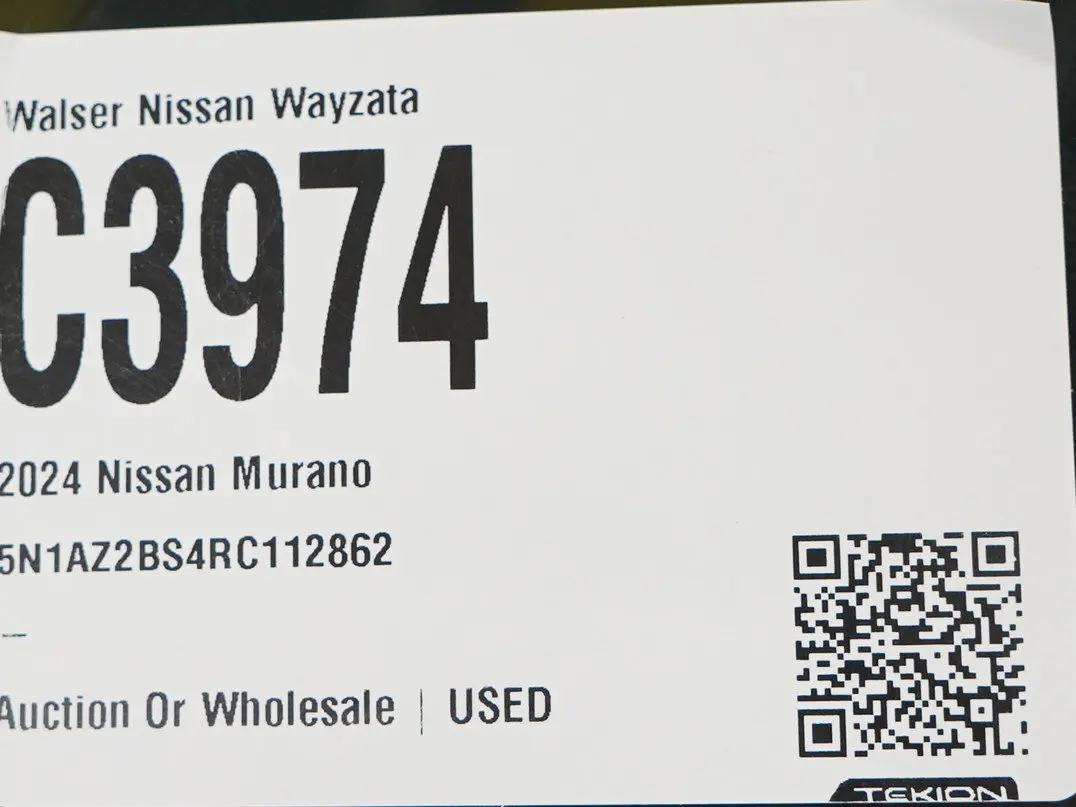 Walser Nissan Wayzata
C3974
2024 Nissan Murano
5N1AZ2BS4RC112862
—
Auction Or Wholesale | USED
TEKION